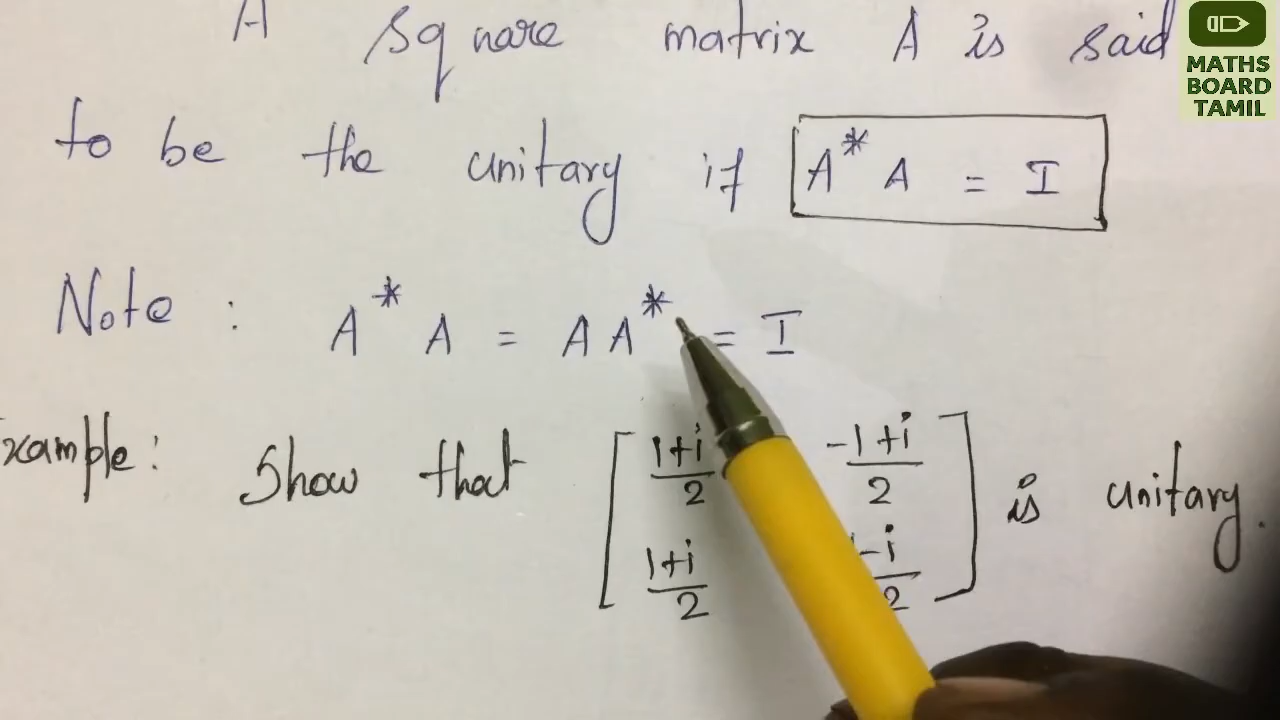 A square matrix A is said
to be the unitary if A* A = I
Note : A* A = A A* = I
xample: Show that [ (1+i)/2 (-1+i)/2 ] is unitary.
[ (1+i)/2 -i/2 ]
MATHS
BOARD
TAMIL